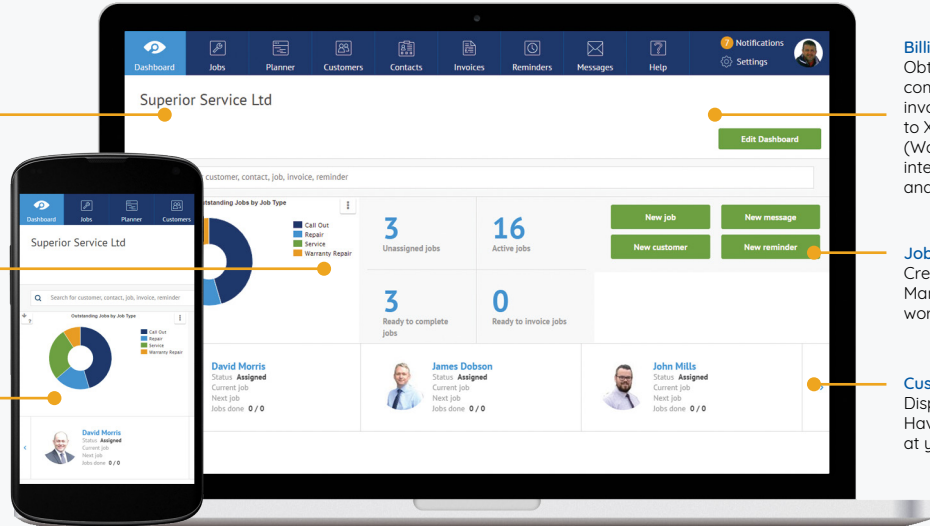 Dashboard
Jobs
Planner
Customers
Contacts
Invoices
Reminders
Messages
Help
7 Notifications
Settings
Superior Service Ltd
Edit Dashboard
customer, contact, job, invoice, reminder
Outstanding Jobs by Job Type
Call Out
Repair
Service
Warranty Repair
3
Unassigned jobs
16
Active jobs
3
Ready to complete
jobs
0
Ready to invoice jobs
New job
New message
New customer
New reminder
David Morris
Status Assigned
Current job
Next job
Jobs done 0 / 0
James Dobson
Status Assigned
Current job
Next job
Jobs done 0 / 0
John Mills
Status Assigned
Current job
Next job
Jobs done 0 / 0
Dashboard
Jobs
Planner
Customers
Superior Service Ltd
Search for customer, contact, job, invoice, reminder
Outstanding Jobs by Job Type
Call Out
Repair
Service
Warranty Repair
David Morris
Status Assigned
Current job
Next job
Jobs done 0 / 0
Billi
Obt
con
invo
to X
(Wo
inte
and
Job
Cre
Mar
wor
Cus
Disp
Hav
at y